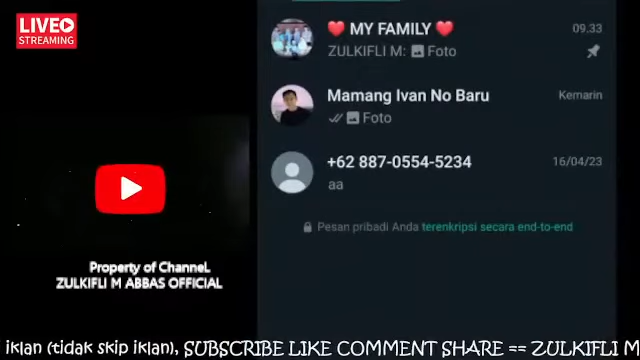 LIVE
STREAMING
❤️ MY FAMILY ❤️
09.33
ZULKIFLI M: Foto
Mamang Ivan No Baru
Kemarin
Foto
+62 887-0554-5234
16/04/23
aa
Pesan pribadi Anda terenkripsi secara end-to-end
Property of ChanneL
ZULKIFLI M ABBAS OFFICIAL
iklan (tidak skip iklan), SUBSCRIBE LIKE COMMENT SHARE == ZULKIFLI M